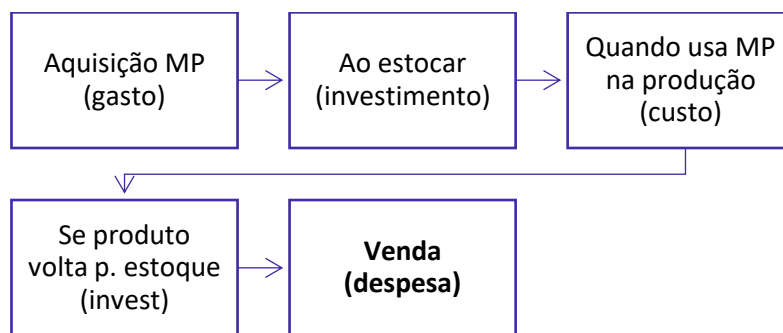 Aquisição MP
(gasto)
Ao estocar
(investimento)
Quando usa MP
na produção
(custo)
Se produto
volta p. estoque
(invest)
Venda
(despesa)